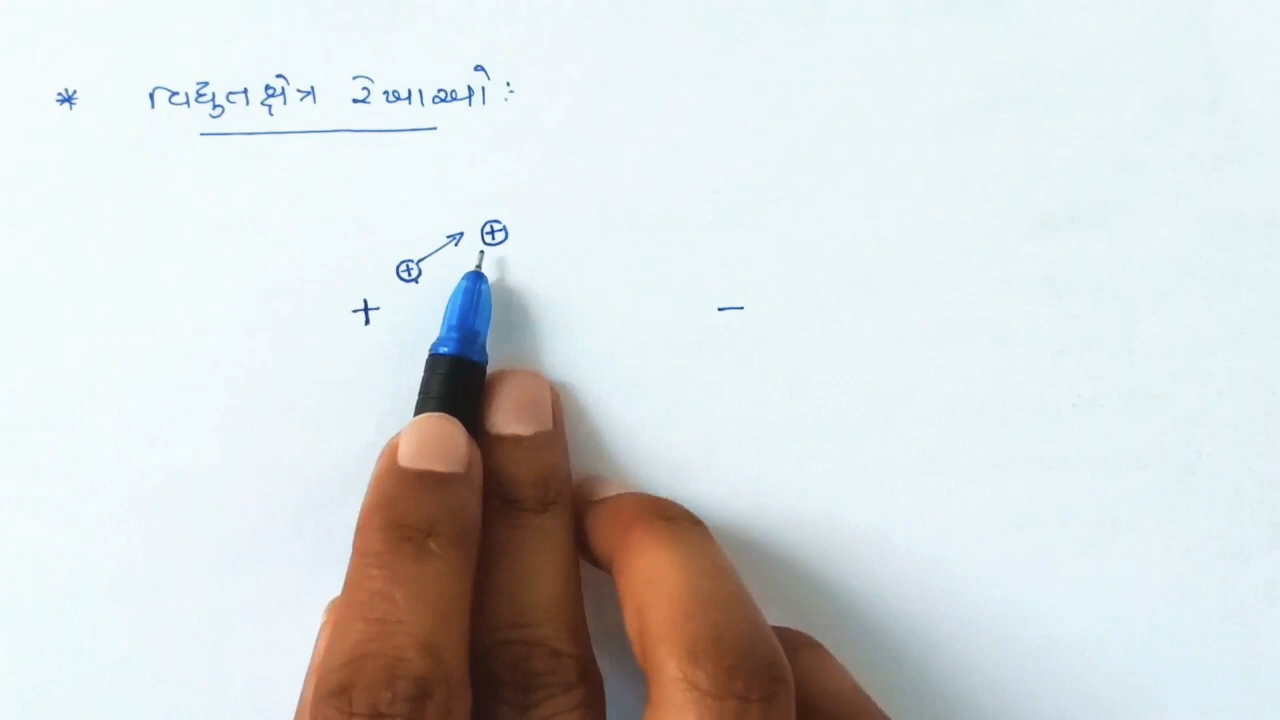 * વિદ્યુતક્ષેત્ર રેખાઓ :
+ →  +
+ −